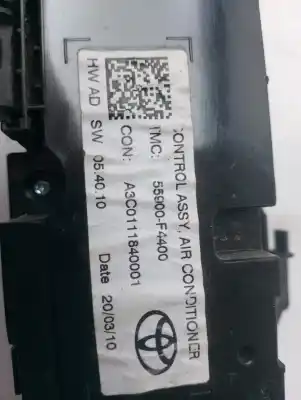 CONTROL ASSY, AIR CONDITIONER
TMC: 55900-F4400
CON: A3C0111840001
HW AD SW 05.40.10 Date 20/03/10